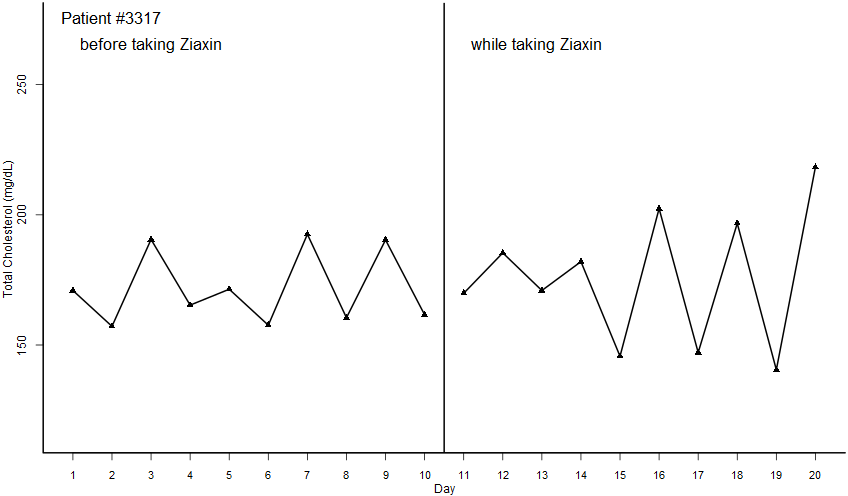 Patient #3317
before taking Ziaxin
while taking Ziaxin
Total Cholesterol (mg/dL)
250
200
150
1 2 3 4 5 6 7 8 9 10 11 12 13 14 15 16 17 18 19 20
Day